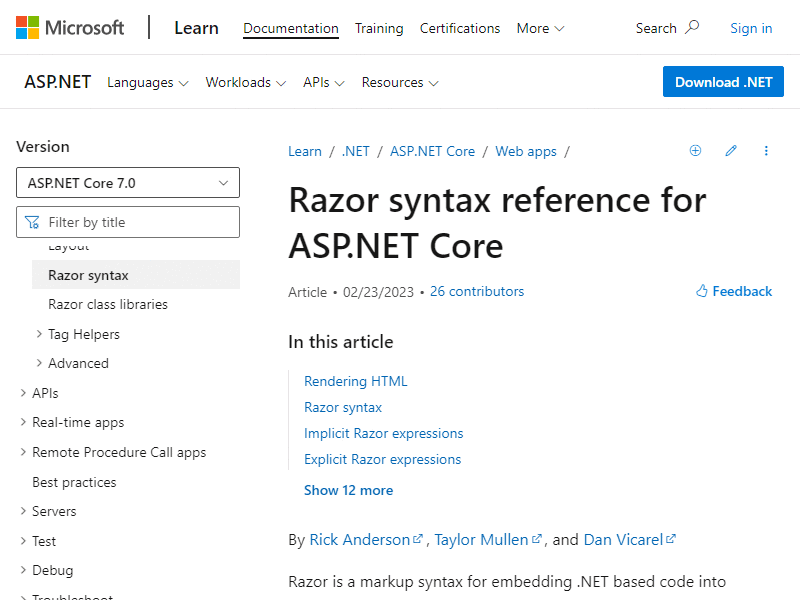 Microsoft
Learn
Documentation
Training
Certifications
More
Search
Sign in
ASP.NET
Languages
Workloads
APIs
Resources
Download .NET
Version
ASP.NET Core 7.0
Filter by title
Layout
Razor syntax
Razor class libraries
Tag Helpers
Advanced
APIs
Real-time apps
Remote Procedure Call apps
Best practices
Servers
Test
Debug
Troubleshoot
Learn / .NET / ASP.NET Core / Web apps /
Razor syntax reference for
ASP.NET Core
Article • 02/23/2023 • 26 contributors
Feedback
In this article
Rendering HTML
Razor syntax
Implicit Razor expressions
Explicit Razor expressions
Show 12 more
By Rick Anderson, Taylor Mullen, and Dan Vicarel
Razor is a markup syntax for embedding .NET based code into